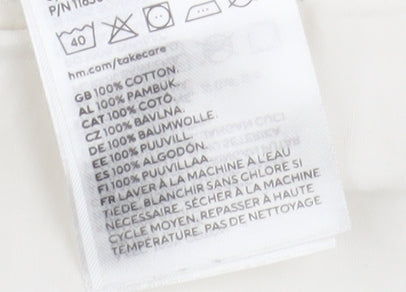 40
hm.com/takecare
GB 100% COTTON.
AL 100% PAMBUK.
CAT 100% COTÓ.
CZ 100% BAVLNA.
DE 100% BAUMWOLLE.
EE 100% PUUVILL.
ES 100% ALGODÓN.
FI 100% PUUVILLAA.
FR LAVER À LA MACHINE À L'EAU
TIÈDE. BLANCHIR SANS CHLORE SI
NÉCESSAIRE. SÉCHER À LA MACHINE
CYCLE MOYEN. REPASSER À HAUTE
TEMPÉRATURE. PAS DE NETTOYAGE